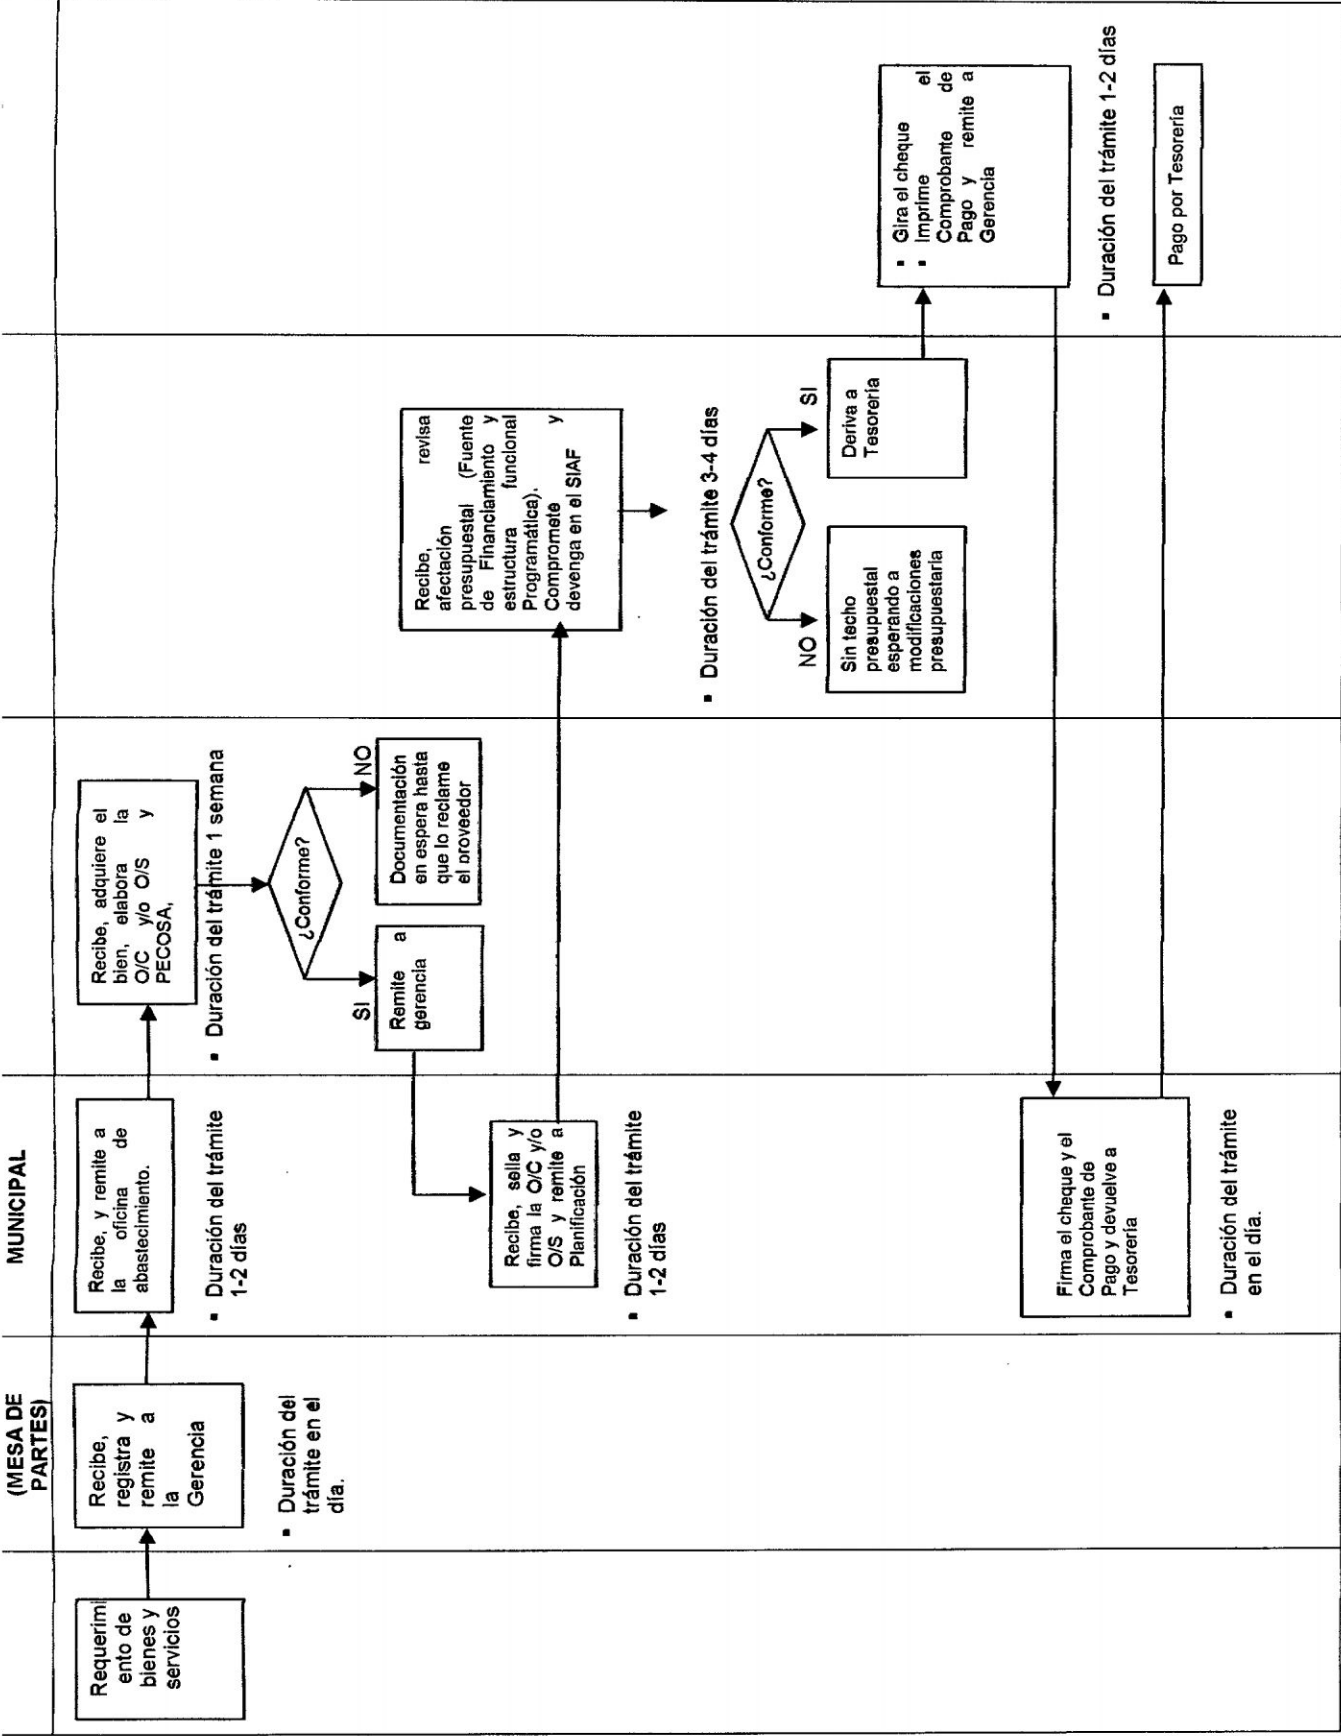 (MESA DE
PARTES)
MUNICIPAL
Requerimi
ento de
bienes y
servicios
Recibe,
registra y
remite a
la
Gerencia
▪ Duración del
trámite en el
día.
Recibe, y remite a
la oficina de
abastecimiento.
▪ Duración del trámite
1-2 días
Recibe, adquiere el
bien, elabora la
O/C y/o O/S y
PECOSA,
▪ Duración del trámite 1 semana
¿Conforme?
SI
NO
Remite a
gerencia
Documentación
en espera hasta
que lo reclame
el proveedor
Recibe, sella y
firma la O/C y/o
O/S y remite a
Planificación
▪ Duración del trámite
1-2 días
Recibe, revisa
afectación
presupuestal (Fuente
de Financiamiento y
estructura funcional
Programática).
Compromete y
devenga en el SIAF
▪ Duración del trámite 3-4 días
¿Conforme?
NO
SI
Sin techo
presupuestal
esperando a
modificaciones
presupuestaria
Deriva a
Tesorería
▪ Gira el cheque
▪ Imprime el
Comprobante de
Pago y remite a
Gerencia
▪ Duración del trámite 1-2 días
Firma el cheque y el
Comprobante de
Pago y devuelve a
Tesorería
▪ Duración del trámite
en el día.
Pago por Tesorería